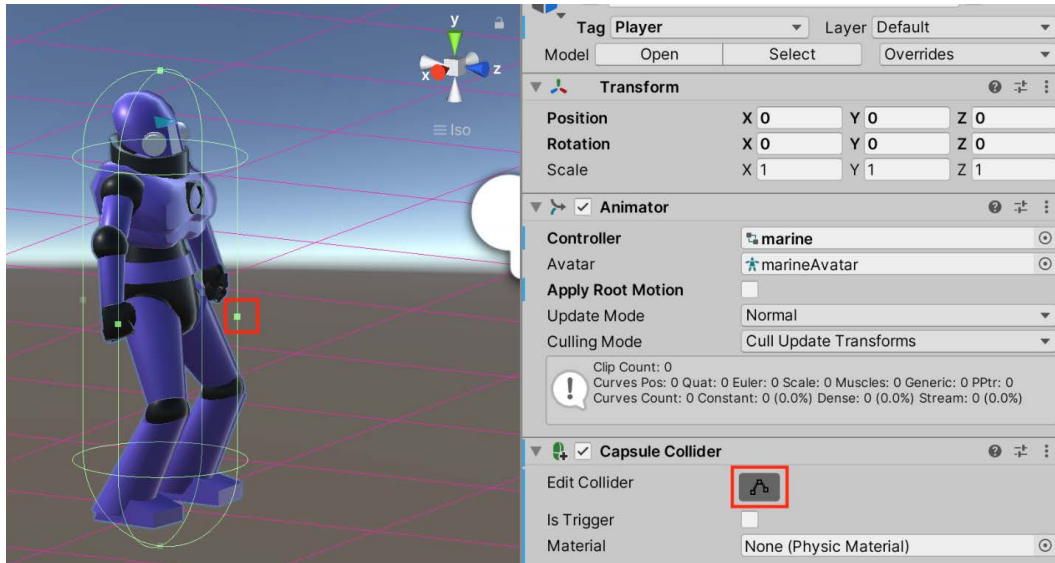 y
x
z
Iso
Tag Player Layer Default
Model Open Select Overrides
Transform
Position X 0 Y 0 Z 0
Rotation X 0 Y 0 Z 0
Scale X 1 Y 1 Z 1
Animator
Controller marine
Avatar marineAvatar
Apply Root Motion
Update Mode Normal
Culling Mode Cull Update Transforms
Clip Count: 0
Curves Pos: 0 Quat: 0 Euler: 0 Scale: 0 Muscles: 0 Generic: 0 PPtr: 0
Curves Count: 0 Constant: 0 (0.0%) Dense: 0 (0.0%) Stream: 0 (0.0%)
Capsule Collider
Edit Collider
Is Trigger
Material None (Physic Material)